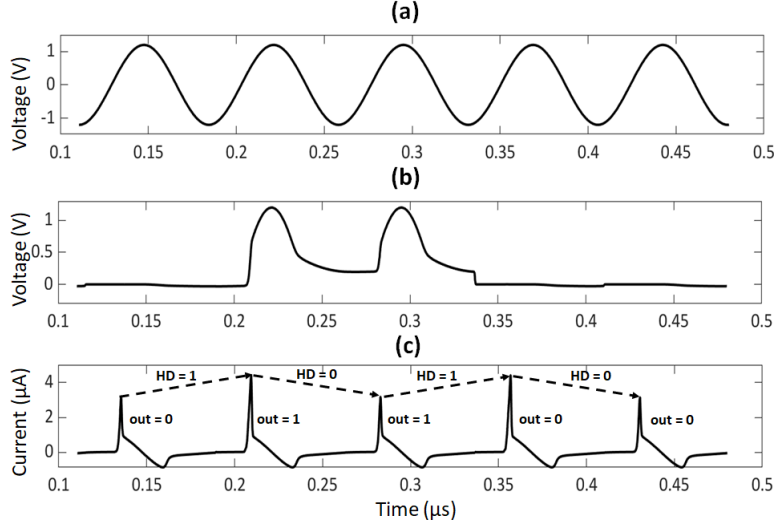 (a)
Voltage (V)
1
0
-1
0.1 0.15 0.2 0.25 0.3 0.35 0.4 0.45 0.5
(b)
Voltage (V)
1
0.5
0
0.1 0.15 0.2 0.25 0.3 0.35 0.4 0.45 0.5
(c)
Current (µA)
4
2
0
HD = 1 HD = 0 HD = 1 HD = 0
out = 0 out = 1 out = 1 out = 0 out = 0
0.1 0.15 0.2 0.25 0.3 0.35 0.4 0.45 0.5
Time (µs)